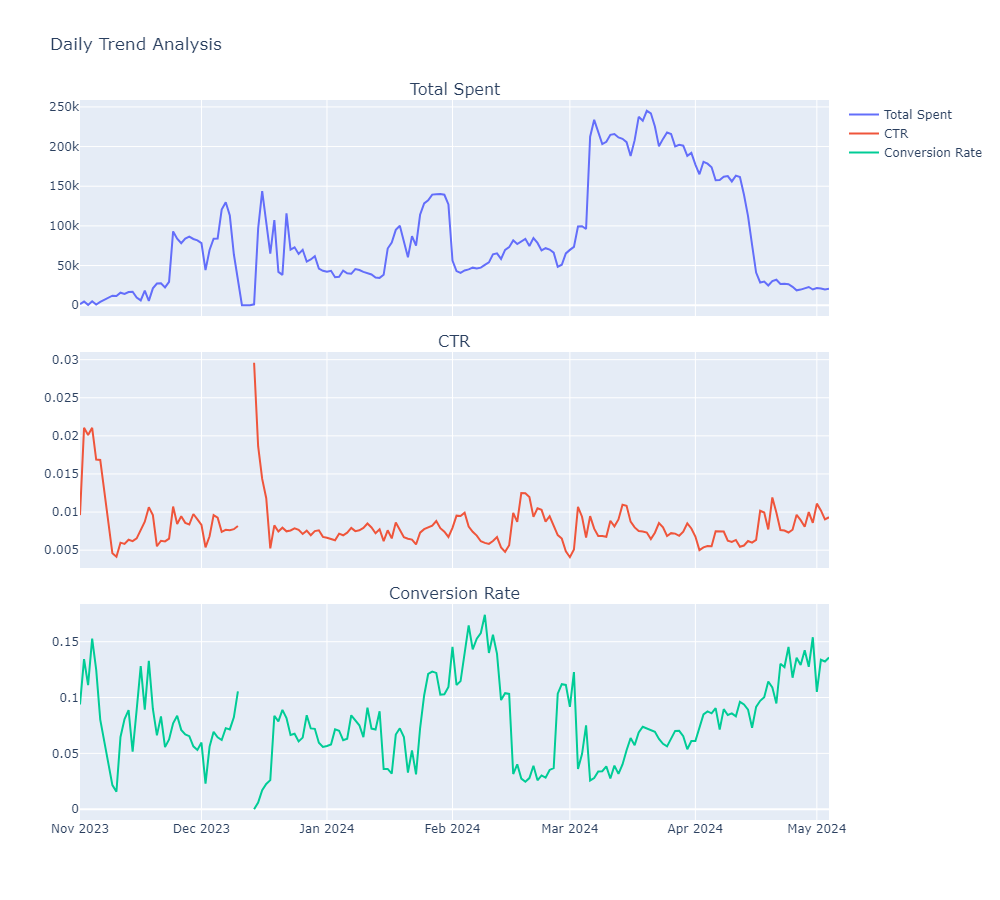 Daily Trend Analysis
Total Spent
250k
200k
150k
100k
50k
0
Total Spent
CTR
Conversion Rate
CTR
0.03
0.025
0.02
0.015
0.01
0.005
Conversion Rate
0.15
0.1
0.05
0
Nov 2023 Dec 2023 Jan 2024 Feb 2024 Mar 2024 Apr 2024 May 2024